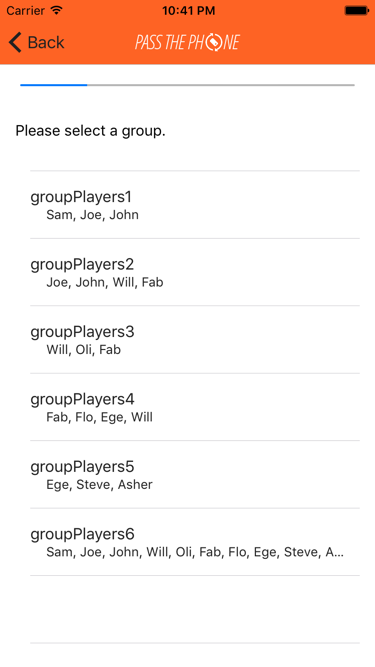 Carrier 10:41 PM
Back PASS THE PHONE
Please select a group.
groupPlayers1
Sam, Joe, John
groupPlayers2
Joe, John, Will, Fab
groupPlayers3
Will, Oli, Fab
groupPlayers4
Fab, Flo, Ege, Will
groupPlayers5
Ege, Steve, Asher
groupPlayers6
Sam, Joe, John, Will, Oli, Fab, Flo, Ege, Steve, A...